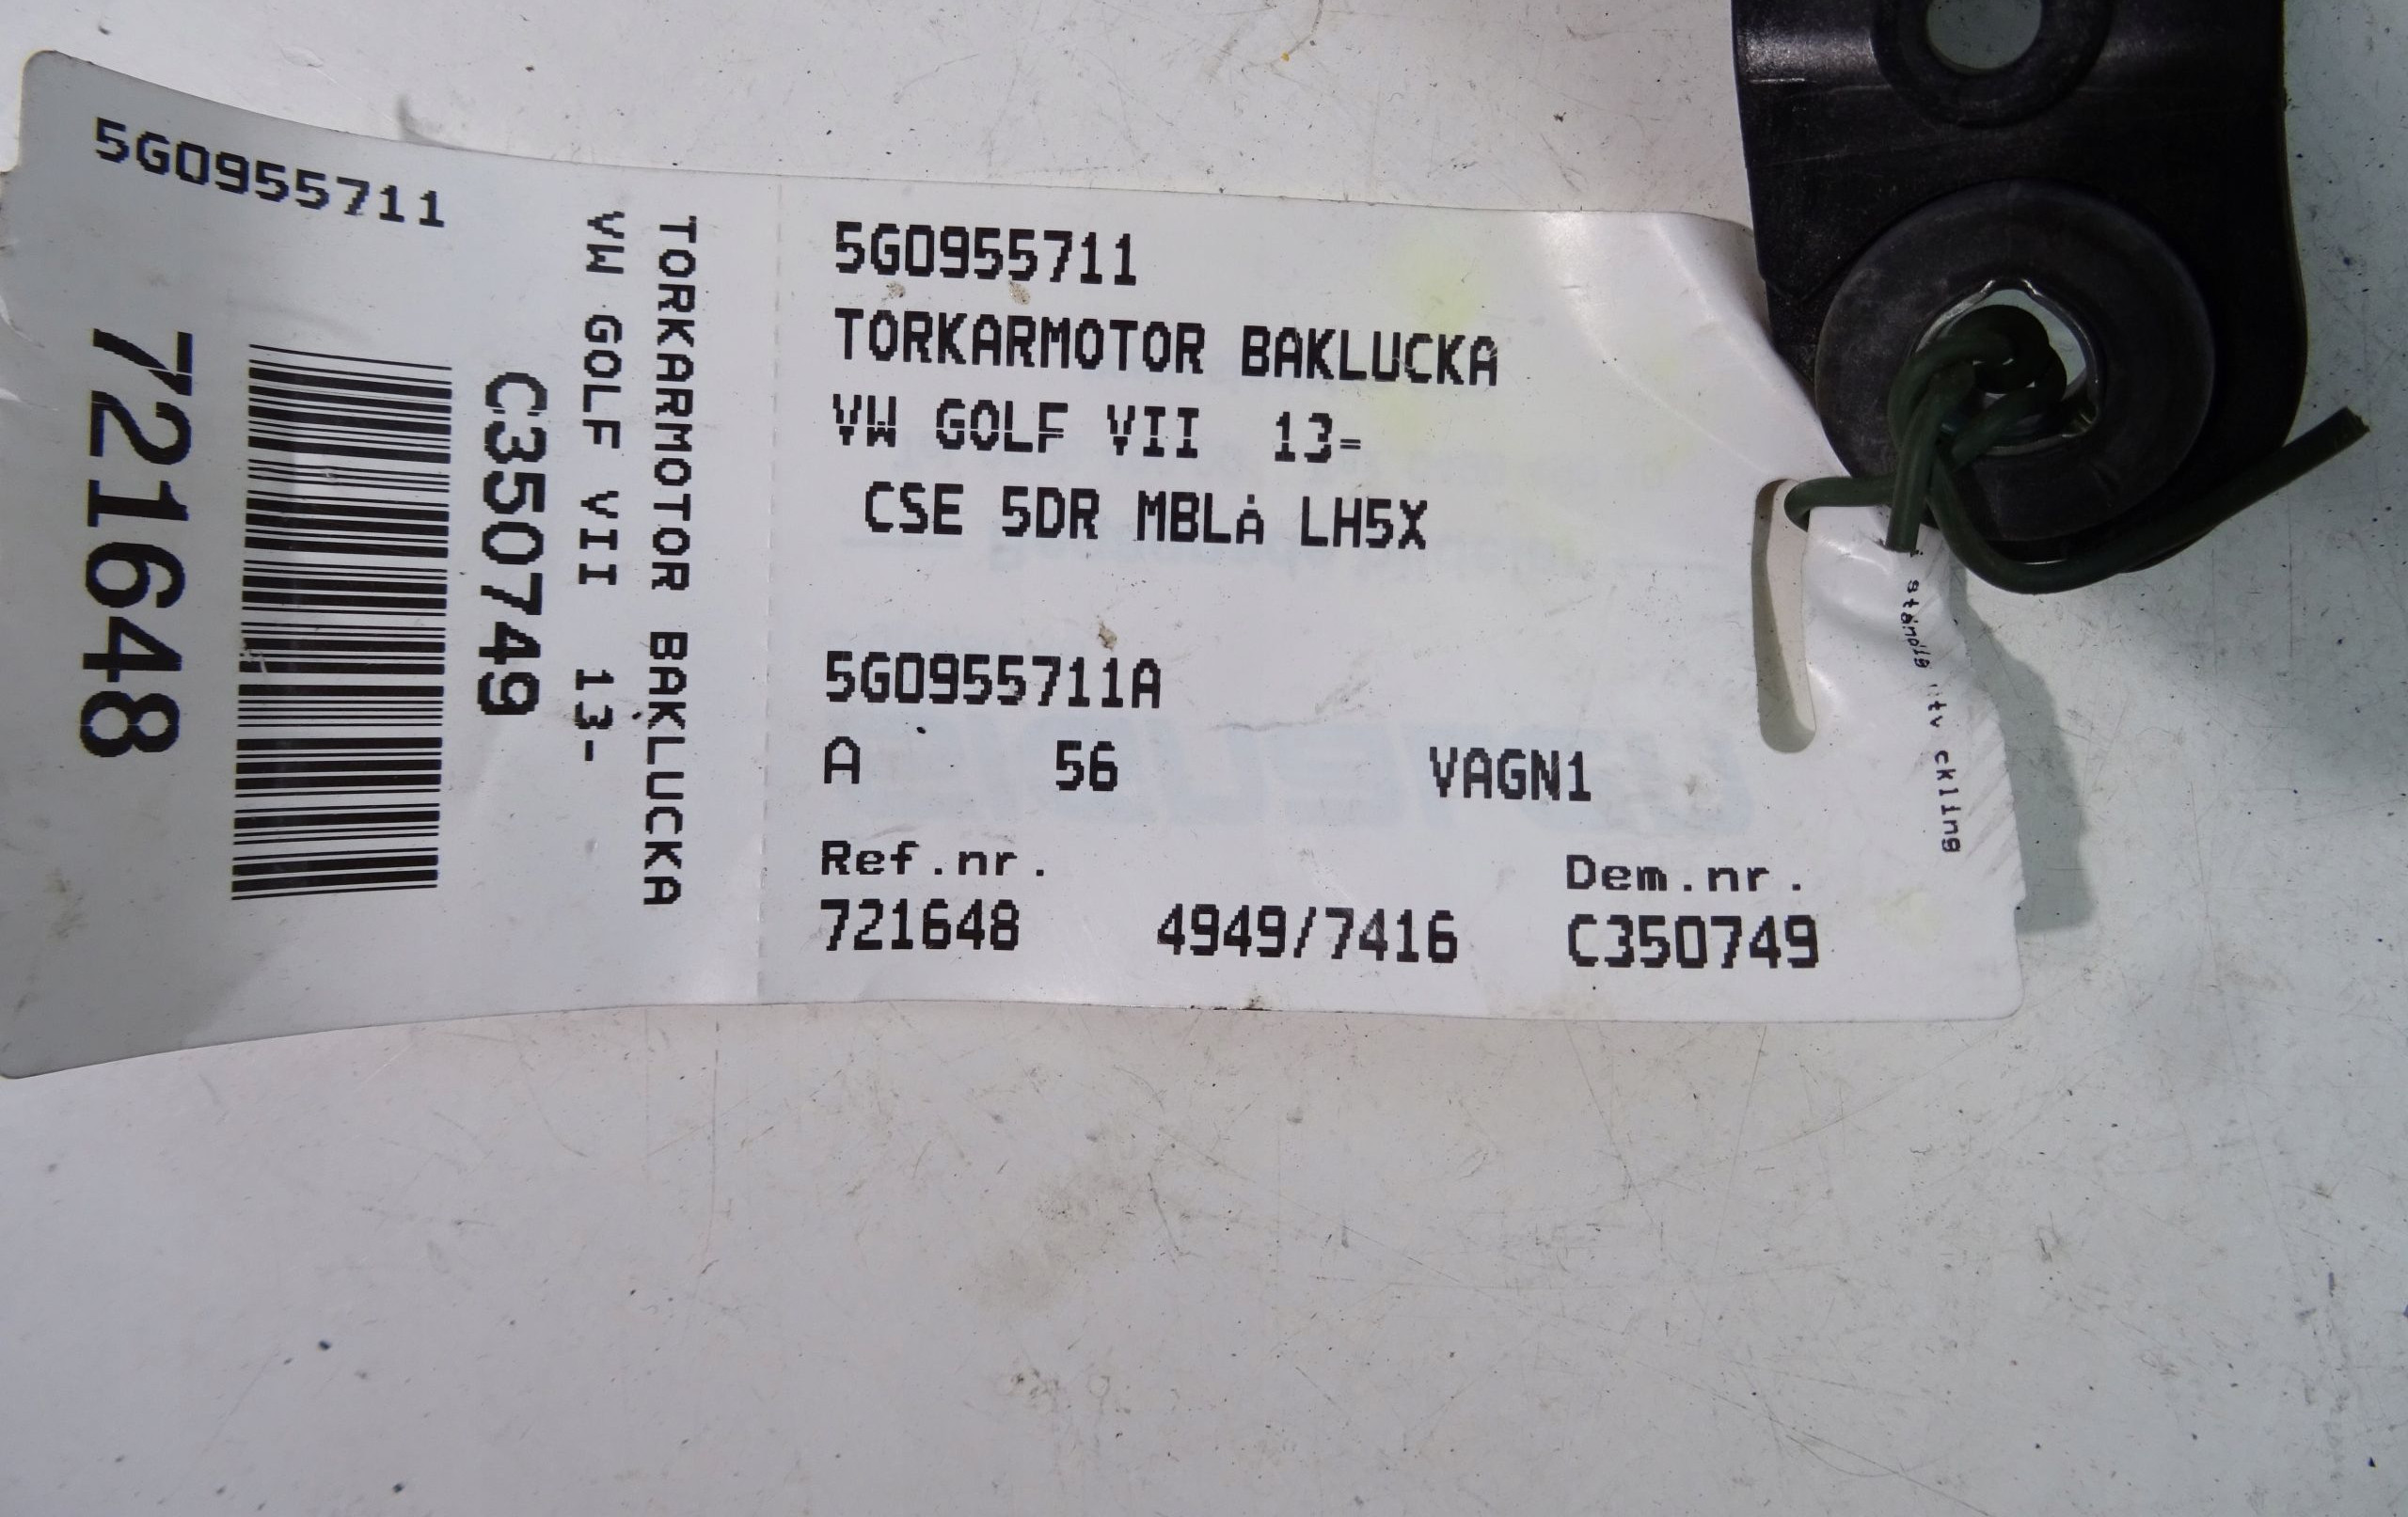 5G0955711
721648
C350749
VW GOLF VII 13-
TORKARMOTOR BAKLUCKA
5G0955711
TORKARMOTOR BAKLUCKA
VW GOLF VII 13-
CSE 5DR MBLÅ LH5X
5G0955711A
A 56 VAGN1
Ref.nr. Dem.nr.
721648 4949/7416 C350749